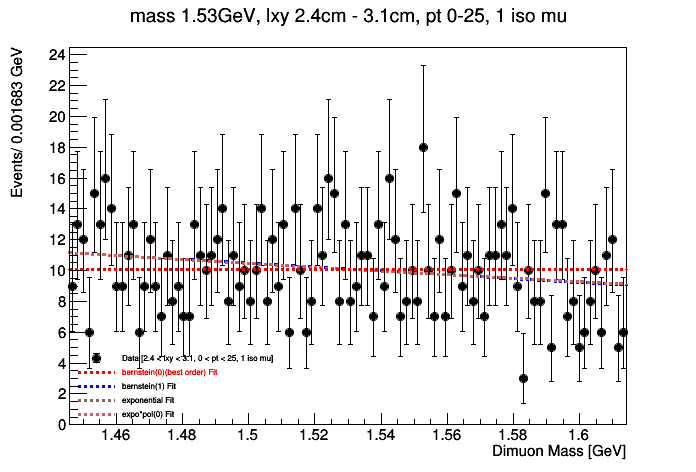 mass 1.53GeV, lxy 2.4cm - 3.1cm, pt 0-25, 1 iso mu
Events/ 0.001683 GeV
24
22
20
18
16
14
12
10
8
6
4
2
0
Data [2.4 < lxy < 3.1, 0 < pt < 25, 1 iso mu]
bernstein(0)(best order) Fit
bernstein(1) Fit
exponential Fit
expo*pol(0) Fit
1.46 1.48 1.5 1.52 1.54 1.56 1.58 1.6
Dimuon Mass [GeV]